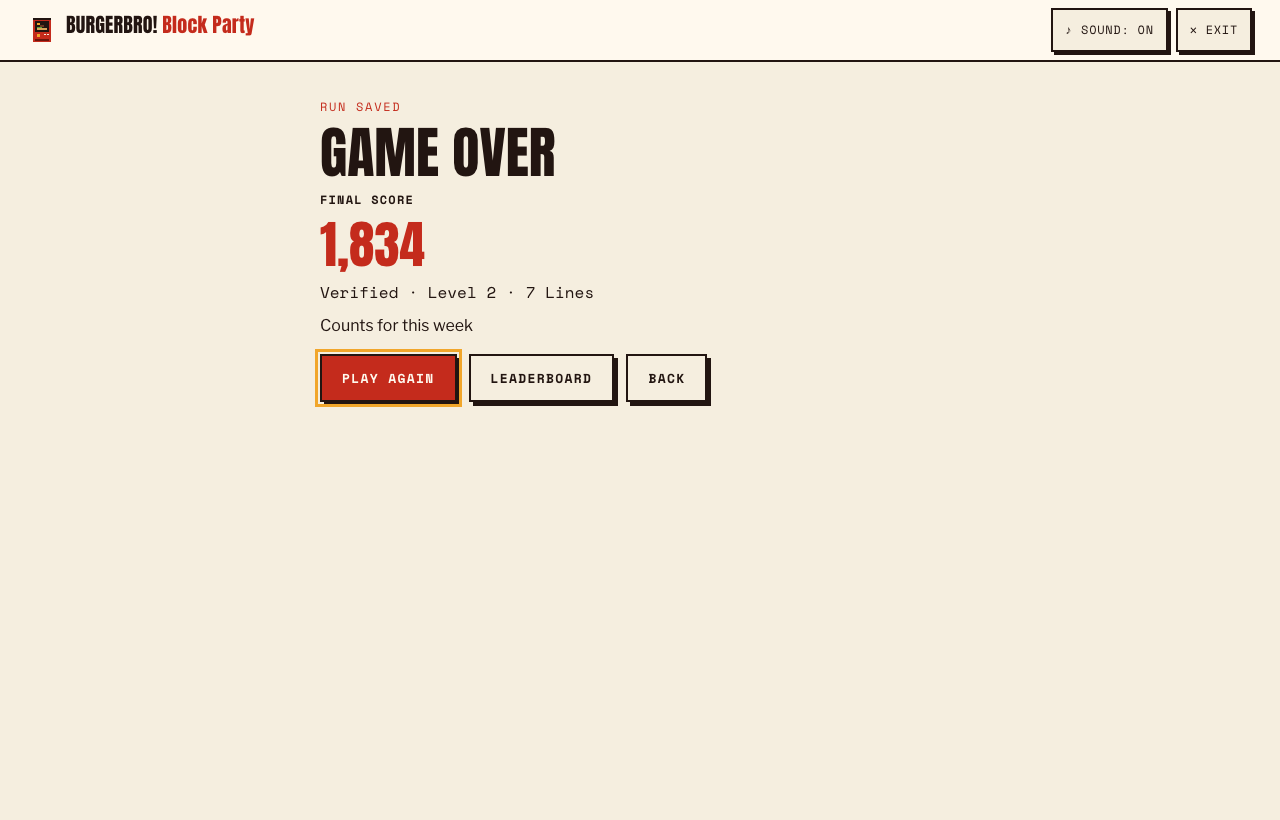 BURGERBRO! Block Party
♪ SOUND: ON
× EXIT
RUN SAVED
GAME OVER
FINAL SCORE
1,834
Verified · Level 2 · 7 Lines
Counts for this week
PLAY AGAIN
LEADERBOARD
BACK